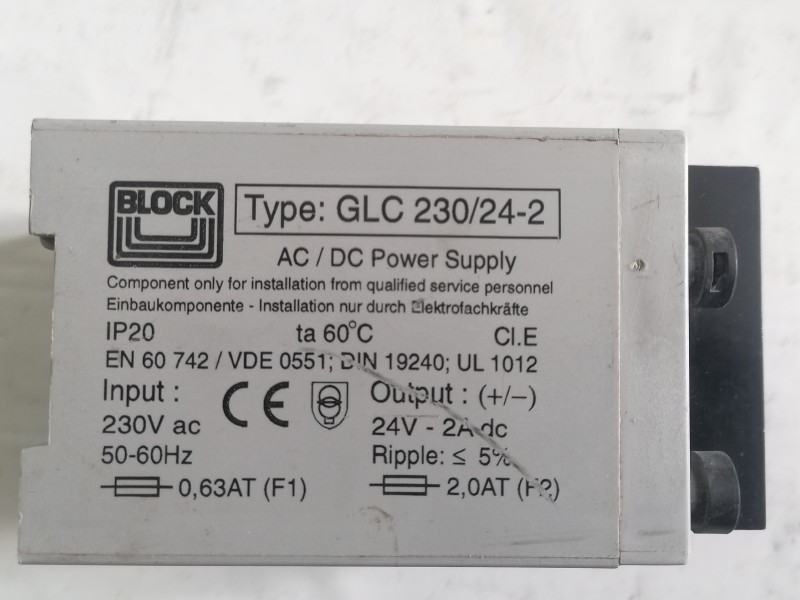 BLOCK
Type: GLC 230/24-2
AC / DC Power Supply
Component only for installation from qualified service personnel
Einbaukomponente - Installation nur durch Elektrofachkräfte
IP20 ta 60°C Cl.E
EN 60 742 / VDE 0551; DIN 19240; UL 1012
Input : CE Output : (+/−)
230V ac 24V - 2A dc
50-60Hz Ripple: ≤ 5%
0,63AT (F1) 2,0AT (F2)